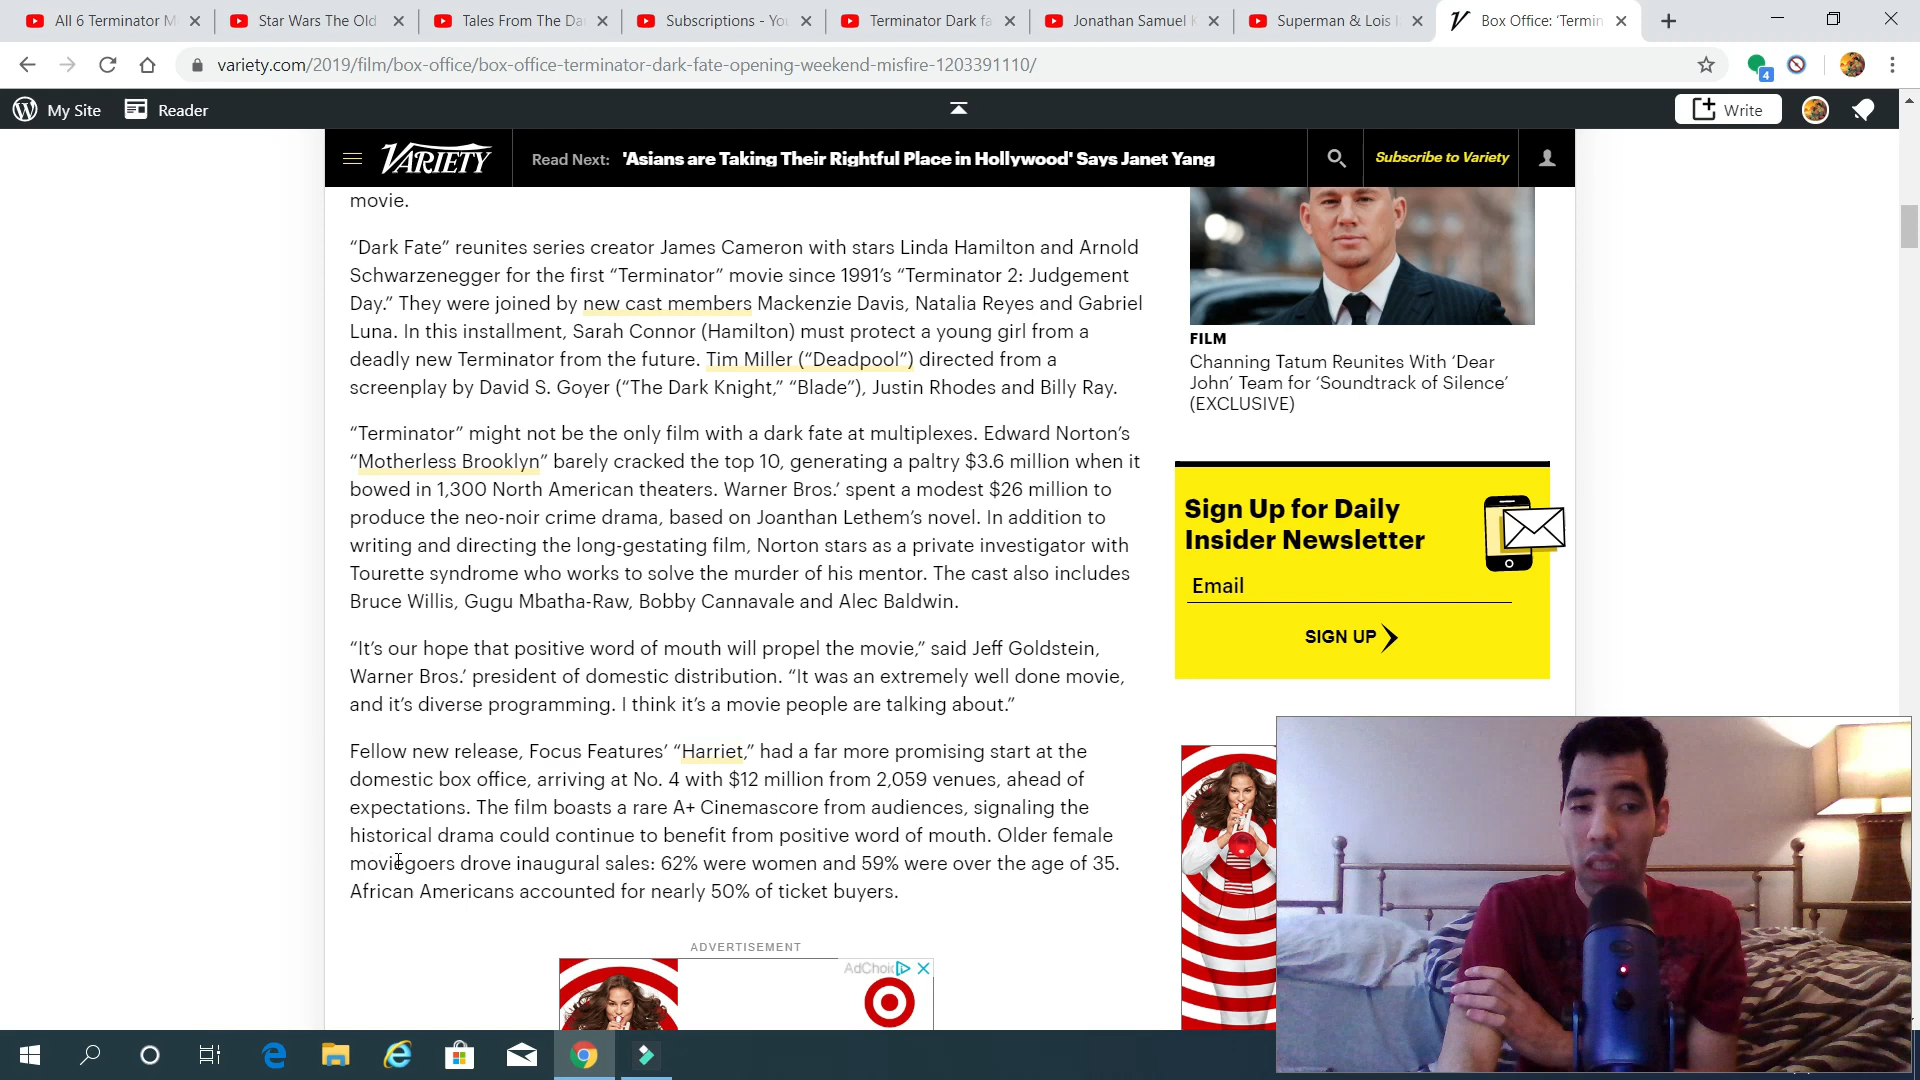 All 6 Terminator M
Star Wars The Old
Tales From The Da
Subscriptions - You
Terminator Dark fa
Jonathan Samuel K
Superman & Lois I
Box Office: ‘Termin
variety.com/2019/film/box-office/box-office-terminator-dark-fate-opening-weekend-misfire-1203391110/
4
My Site
Reader
Write
VARIETY
Read Next: 'Asians are Taking Their Rightful Place in Hollywood' Says Janet Yang
Subscribe to Variety
movie.
“Dark Fate” reunites series creator James Cameron with stars Linda Hamilton and Arnold
Schwarzenegger for the first “Terminator” movie since 1991’s “Terminator 2: Judgement
Day.” They were joined by new cast members Mackenzie Davis, Natalia Reyes and Gabriel
Luna. In this installment, Sarah Connor (Hamilton) must protect a young girl from a
deadly new Terminator from the future. Tim Miller (“Deadpool”) directed from a
screenplay by David S. Goyer (“The Dark Knight,” “Blade”), Justin Rhodes and Billy Ray.
“Terminator” might not be the only film with a dark fate at multiplexes. Edward Norton’s
“Motherless Brooklyn” barely cracked the top 10, generating a paltry $3.6 million when it
bowed in 1,300 North American theaters. Warner Bros.’ spent a modest $26 million to
produce the neo-noir crime drama, based on Joanthan Lethem’s novel. In addition to
writing and directing the long-gestating film, Norton stars as a private investigator with
Tourette syndrome who works to solve the murder of his mentor. The cast also includes
Bruce Willis, Gugu Mbatha-Raw, Bobby Cannavale and Alec Baldwin.
“It’s our hope that positive word of mouth will propel the movie,” said Jeff Goldstein,
Warner Bros.’ president of domestic distribution. “It was an extremely well done movie,
and it’s diverse programming. I think it’s a movie people are talking about.”
Fellow new release, Focus Features’ “Harriet,” had a far more promising start at the
domestic box office, arriving at No. 4 with $12 million from 2,059 venues, ahead of
expectations. The film boasts a rare A+ Cinemascore from audiences, signaling the
historical drama could continue to benefit from positive word of mouth. Older female
moviegoers drove inaugural sales: 62% were women and 59% were over the age of 35.
African Americans accounted for nearly 50% of ticket buyers.
ADVERTISEMENT
AdChoic
FILM
Channing Tatum Reunites With ‘Dear
John’ Team for ‘Soundtrack of Silence’
(EXCLUSIVE)
Sign Up for Daily
Insider Newsletter
Email
SIGN UP